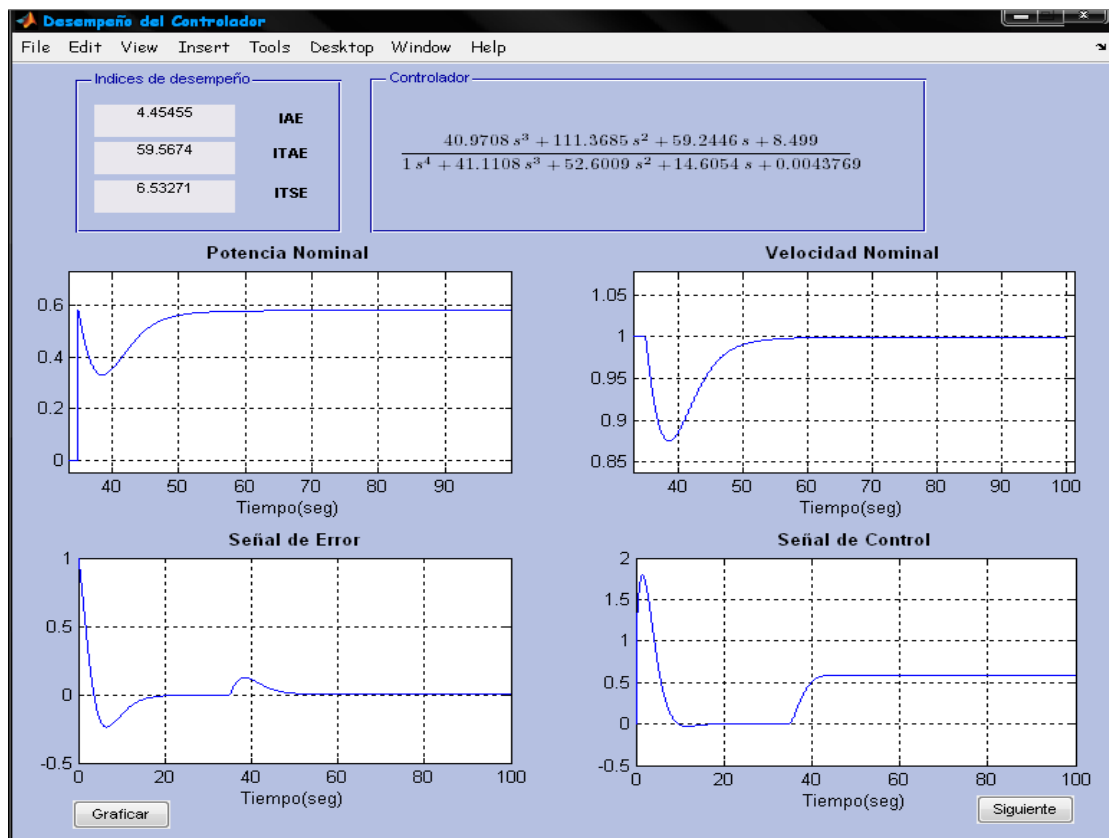 Desempeño del Controlador
File Edit View Insert Tools Desktop Window Help
Indices de desempeño
4.45455 IAE
59.5674 ITAE
6.53271 ITSE
Controlador
40.9708 s^3 + 111.3685 s^2 + 59.2446 s + 8.499
1 s^4 + 41.1108 s^3 + 52.6009 s^2 + 14.6054 s + 0.0043769
Potencia Nominal
0.6
0.4
0.2
0
40 50 60 70 80 90
Tiempo(seg)
Velocidad Nominal
1.05
1
0.95
0.9
0.85
40 50 60 70 80 90 100
Tiempo(seg)
Señal de Error
1
0.5
0
-0.5
0 20 40 60 80 100
Tiempo(seg)
Señal de Control
2
1.5
1
0.5
0
-0.5
0 20 40 60 80 100
Tiempo(seg)
Graficar
Siguiente